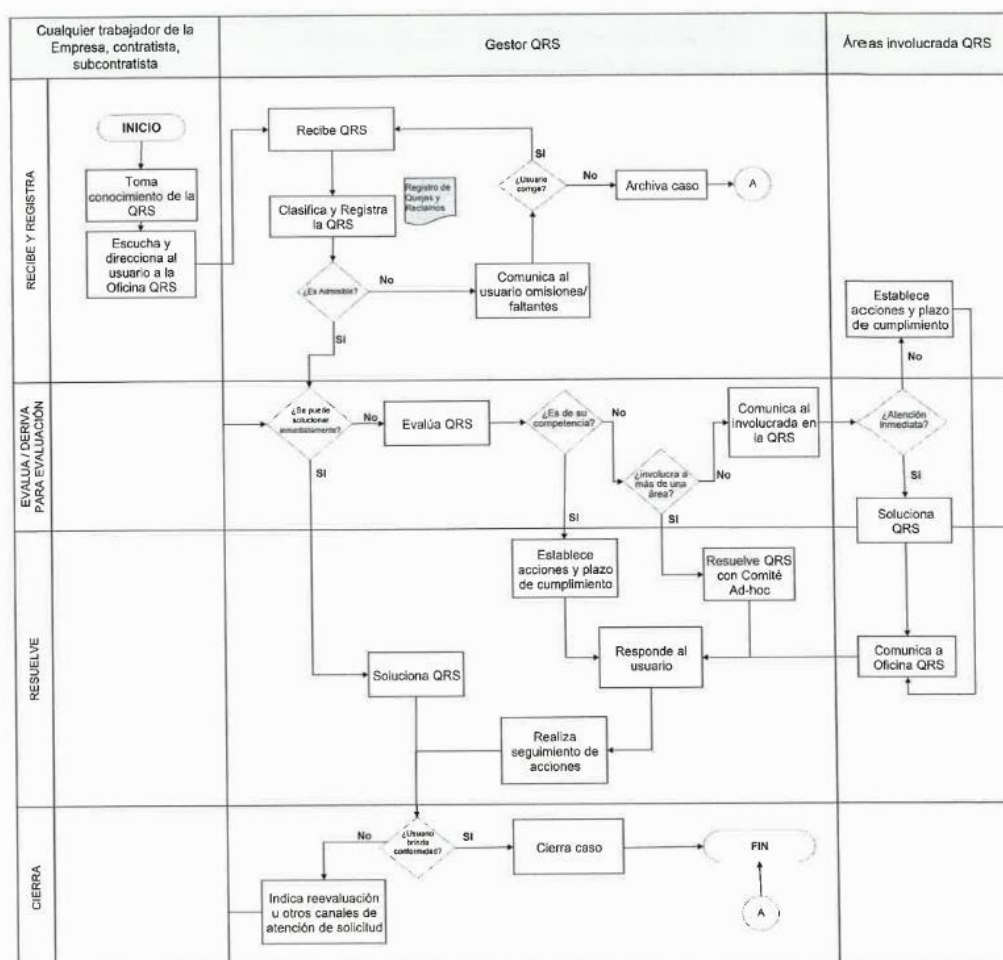 Cualquier trabajador de la
Empresa, contratista,
subcontratista
Gestor QRS
Áreas involucrada QRS
RECIBE Y REGISTRA
INICIO
Toma
conocimiento de la
QRS
Escucha y
direcciona al
usuario a la
Oficina QRS
Recibe QRS
Clasifica y Registra
la QRS
Registro de
Quejas y
Reclamos
¿Es Admisible?
No
Si
Comunica al
usuario omisiones/
faltantes
¿Usuario
corrige?
Si
No
Archiva caso
A
Establece
acciones y plazo
de cumplimiento
No
EVALUA / DERIVA
PARA EVALUACIÓN
¿Se puede
solucionar
inmediatamente?
No
SI
Evalúa QRS
¿Es de su
competencia?
No
SI
¿involucra a
más de una
área?
No
SI
Comunica al
involucrada en
la QRS
¿Atención
Inmediata?
Si
Soluciona
QRS
RESUELVE
Establece
acciones y plazo
de cumplimiento
Resuelve QRS
con Comité
Ad-hoc
Responde al
usuario
Comunica a
Oficina QRS
Soluciona QRS
Realiza
seguimiento de
acciones
CIERRA
¿Usuario
brinda
conformidad?
No
SI
Cierra caso
FIN
Indica reevaluación
u otros canales de
atención de solicitud
A